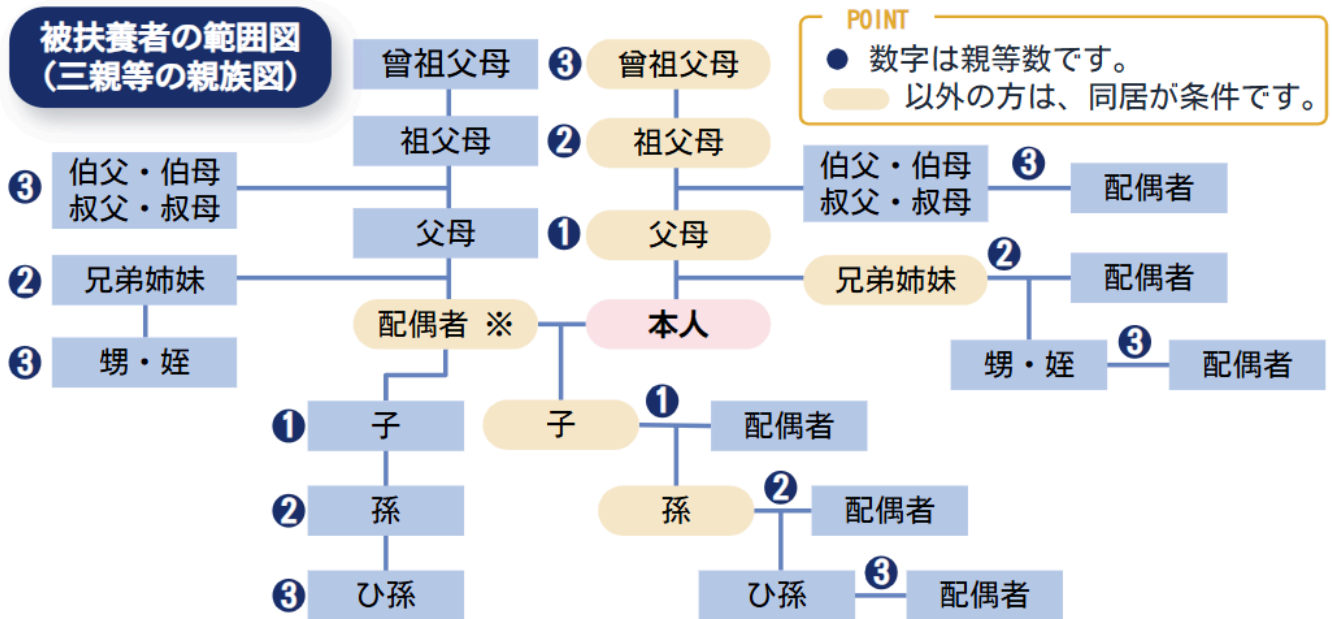 被扶養者の範囲図
(三親等の親族図)
POINT
● 数字は親等数です。
以外の方は、同居が条件です。
曾祖父母 ❸ 曾祖父母
祖父母 ❷ 祖父母
❸ 伯父・伯母
叔父・叔母
伯父・伯母
叔父・叔母
❸ 配偶者
父母 ❶ 父母
❷ 兄弟姉妹
兄弟姉妹 ❷ 配偶者
配偶者 ※ 本人
❸ 甥・姪
甥・姪 ❸ 配偶者
❶ 子
子 ❶ 配偶者
❷ 孫
孫 ❷ 配偶者
❸ ひ孫
ひ孫 ❸ 配偶者